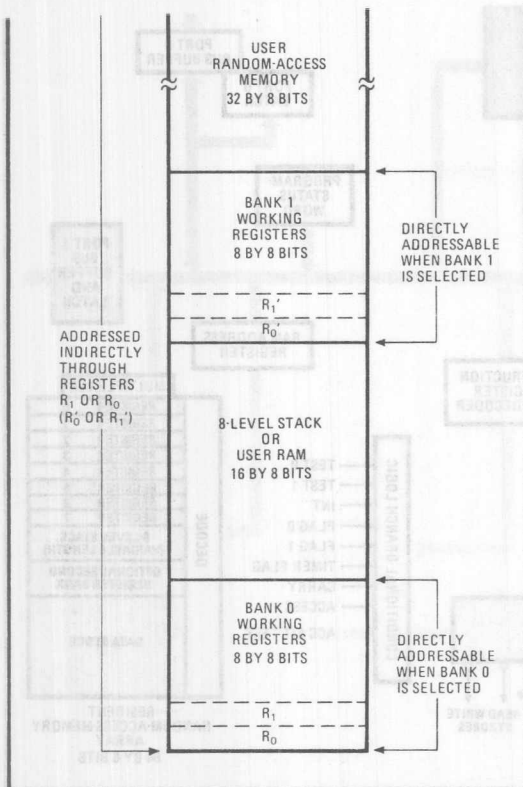 USER
RANDOM-ACCESS
MEMORY
32 BY 8 BITS
BANK 1
WORKING
REGISTERS
8 BY 8 BITS
DIRECTLY
ADDRESSABLE
WHEN BANK 1
IS SELECTED
R₁'
R₀'
ADDRESSED
INDIRECTLY
THROUGH
REGISTERS
R₁ OR R₀
(R₀' OR R₁')
8-LEVEL STACK
OR
USER RAM
16 BY 8 BITS
BANK 0
WORKING
REGISTERS
8 BY 8 BITS
DIRECTLY
ADDRESSABLE
WHEN BANK 0
IS SELECTED
R₁
R₀